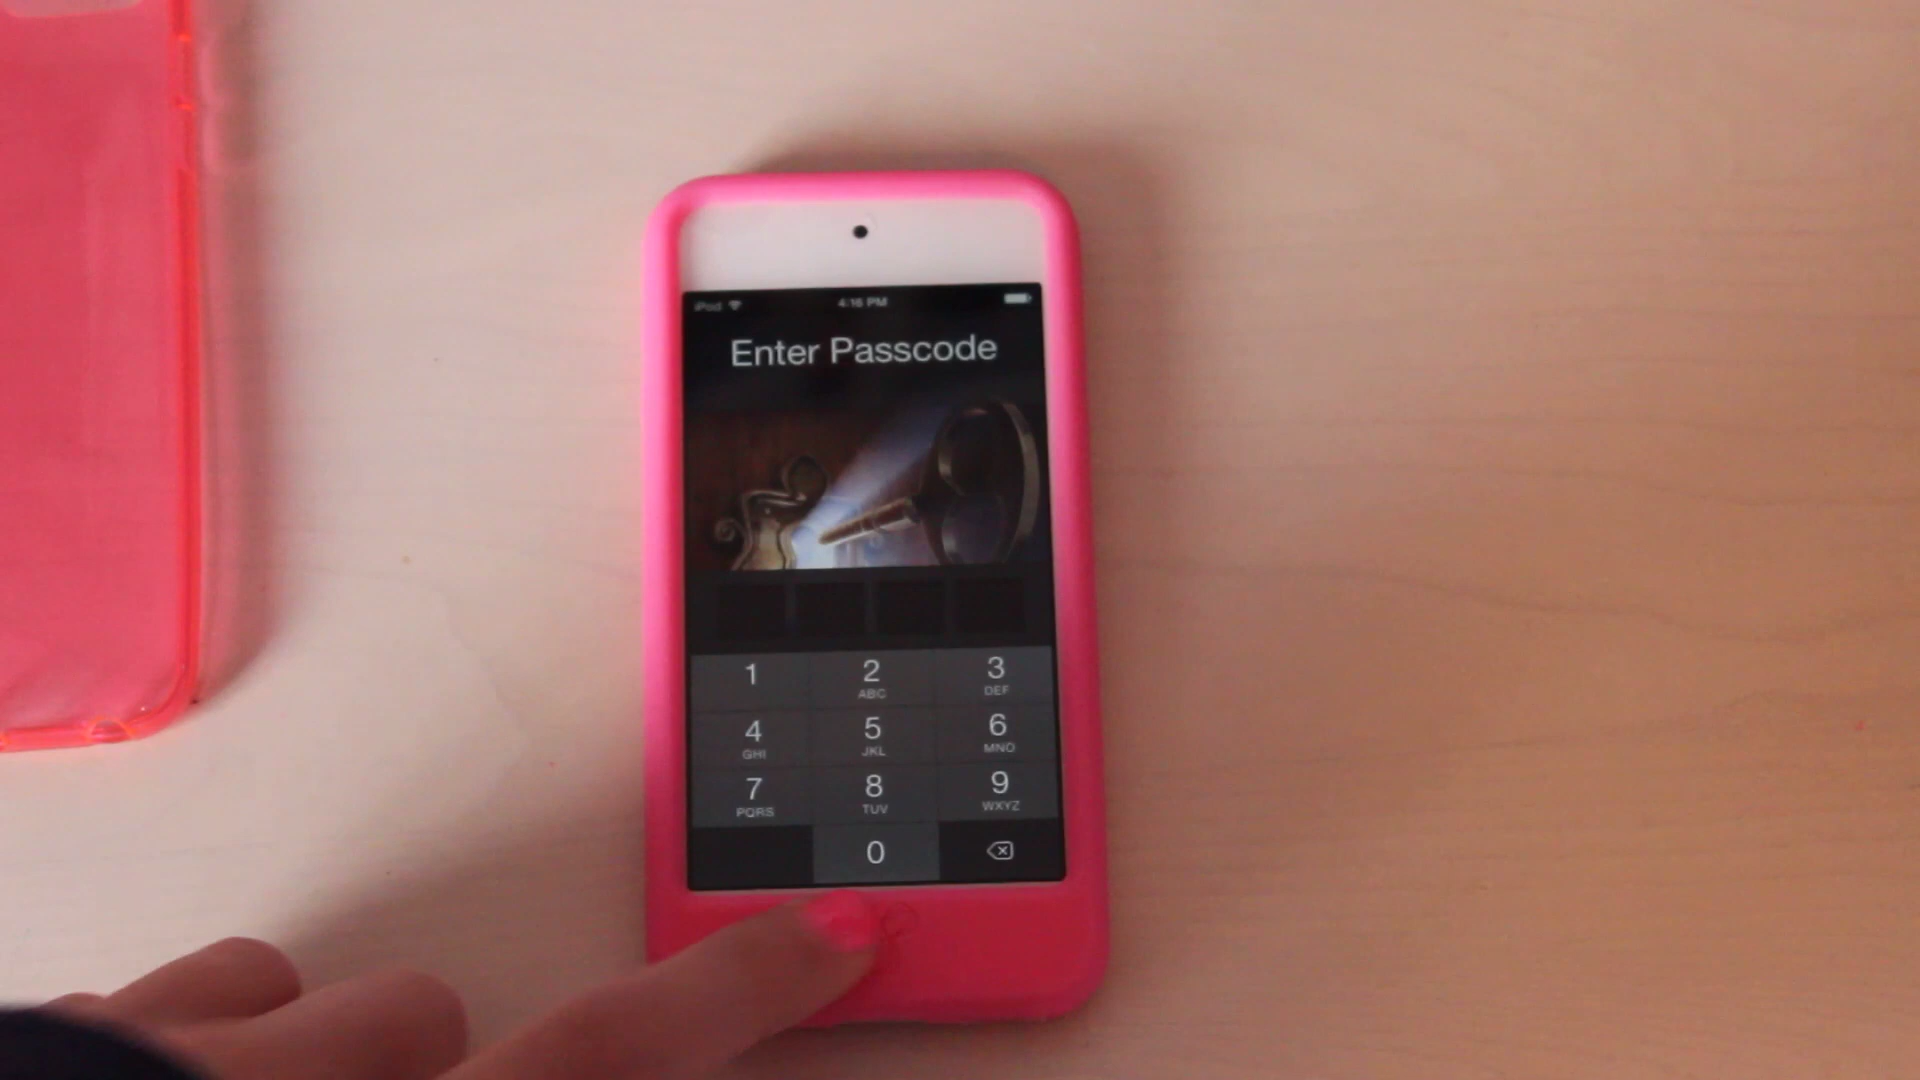 iPod 4:16 PM
Enter Passcode
1 2 3
ABC DEF
4 5 6
GHI JKL MNO
7 8 9
PQRS TUV WXYZ
0